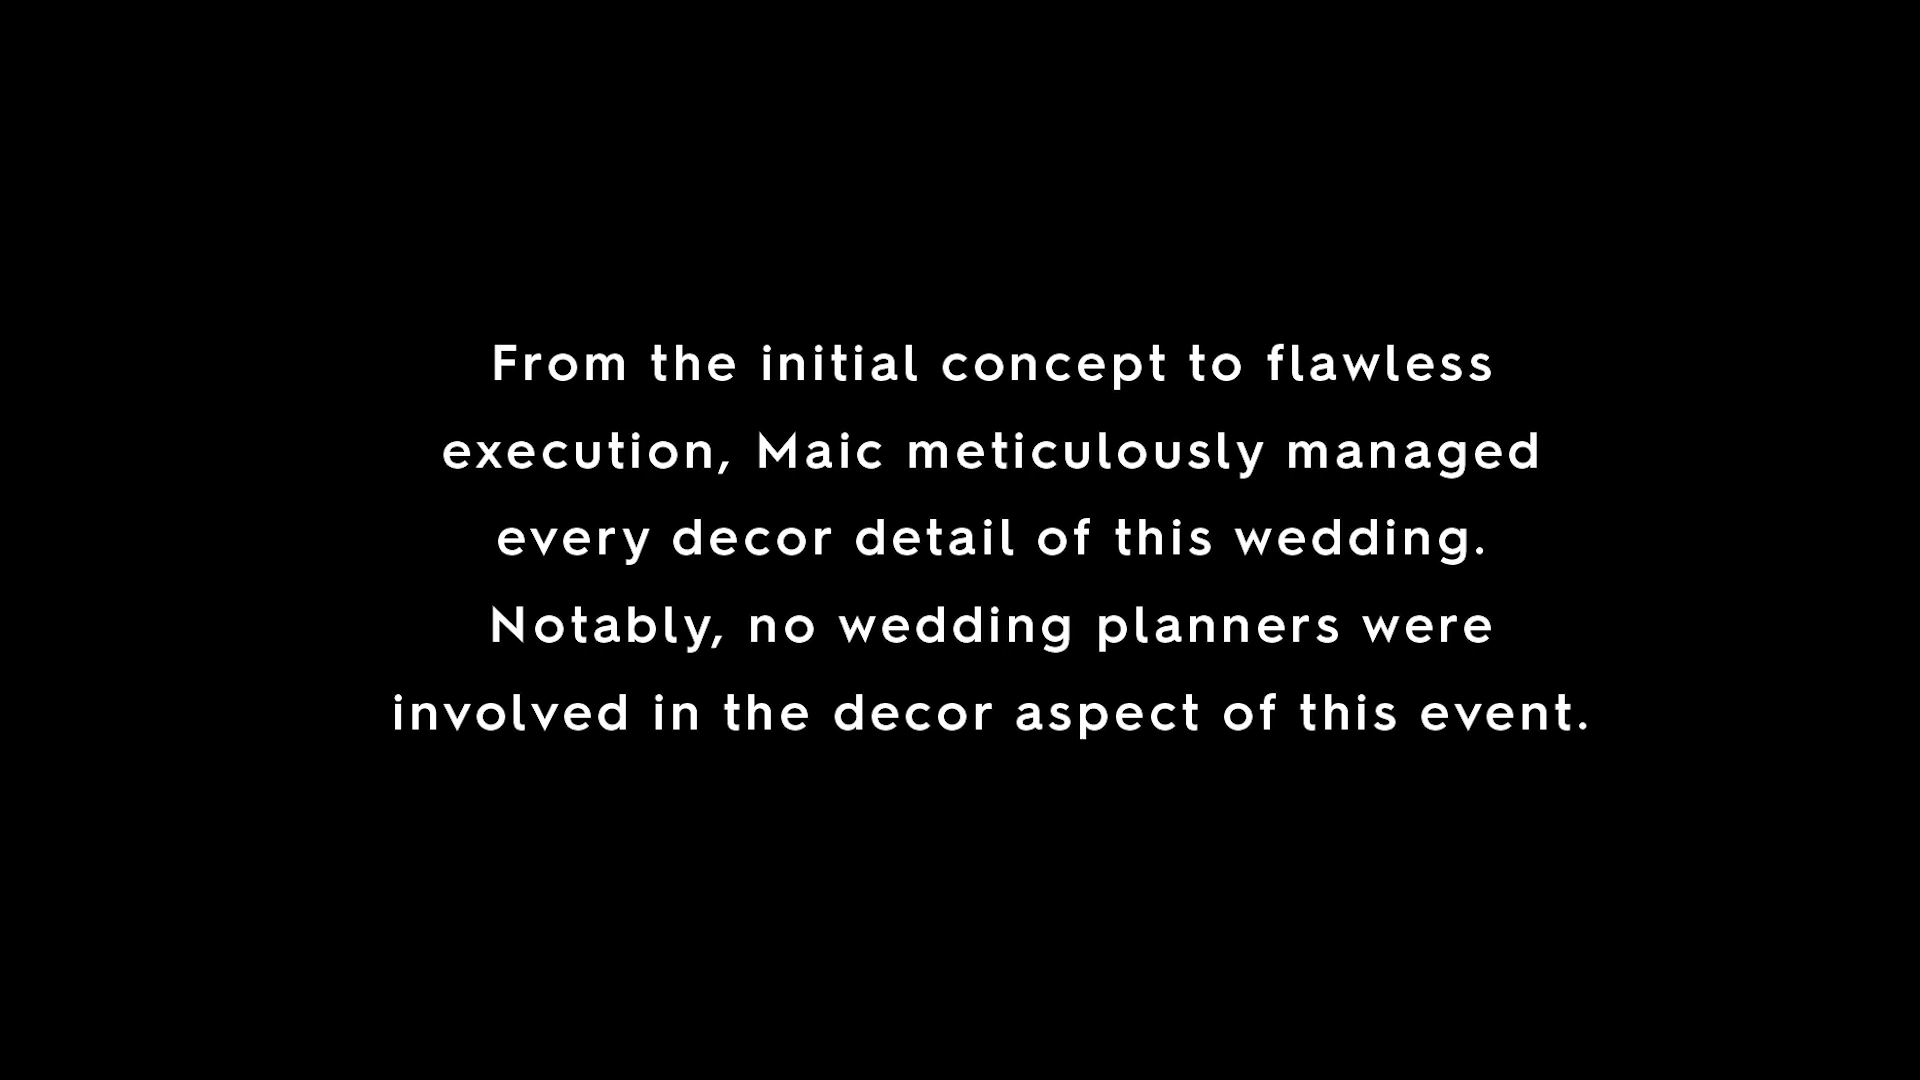 From the initial concept to flawless
execution, Maic meticulously managed
every decor detail of this wedding.
Notably, no wedding planners were
involved in the decor aspect of this event.